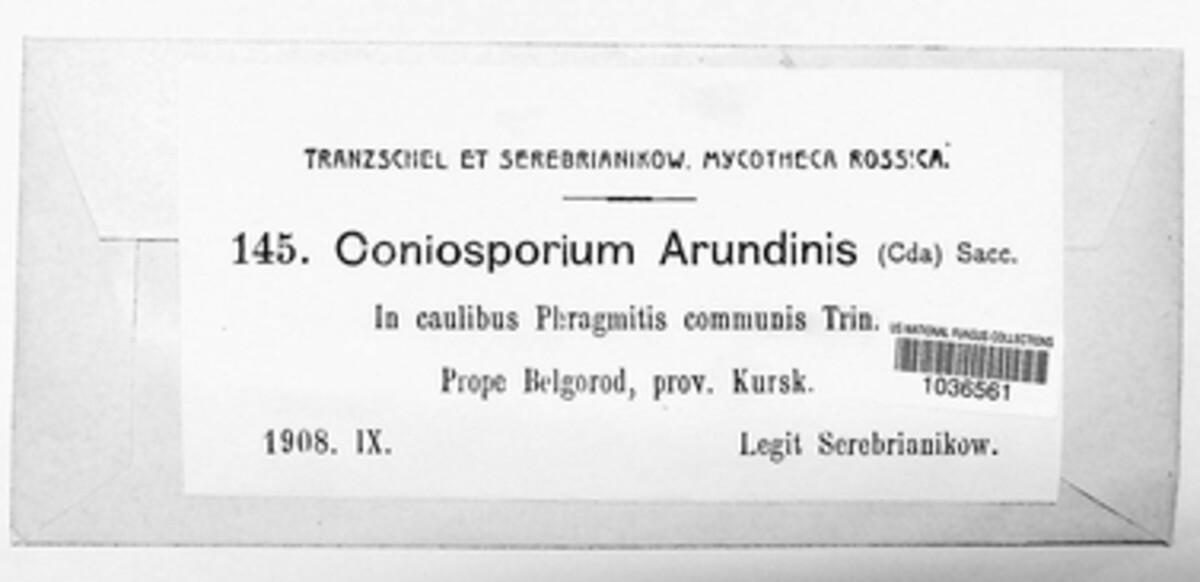 TRANZSCHEL ET SEREBRIANIKOW. MYCOTHECA ROSSICA.
145. Coniosporium Arundinis (Cda) Sacc.
In caulibus Phragmitis communis Trin.
US NATIONAL FUNGUS COLLECTIONS
1036561
Prope Belgorod, prov. Kursk.
1908. IX.
Legit Serebrianikow.